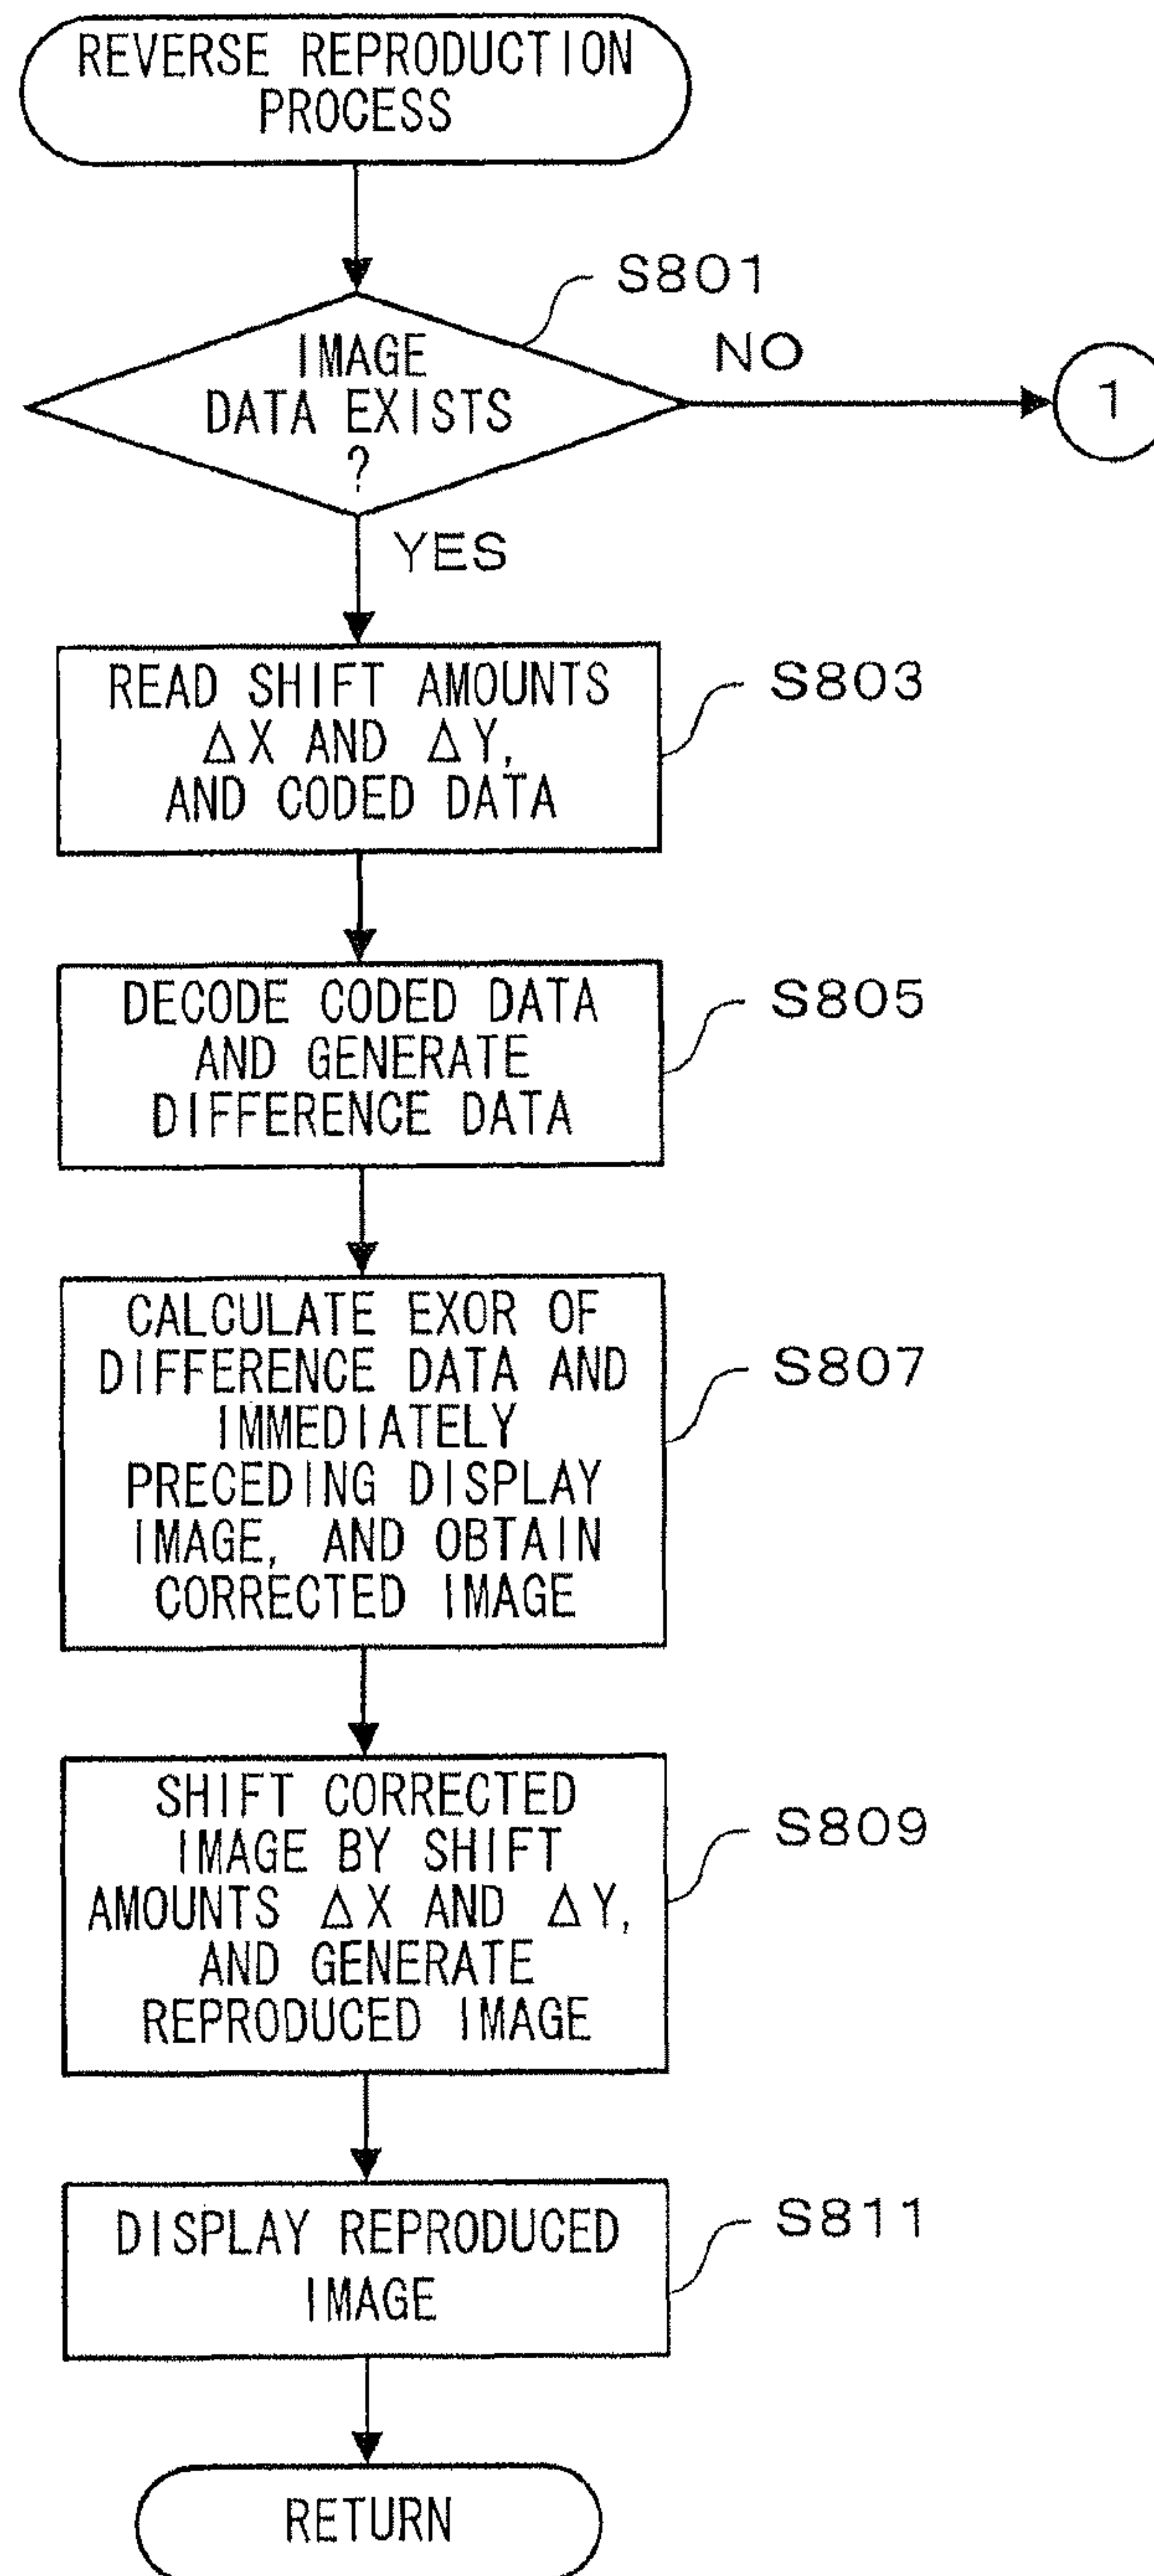 REVERSE REPRODUCTION
PROCESS
S801
IMAGE
DATA EXISTS
?
NO
1
YES
READ SHIFT AMOUNTS
ΔX AND ΔY,
AND CODED DATA
S803
DECODE CODED DATA
AND GENERATE
DIFFERENCE DATA
S805
CALCULATE EXOR OF
DIFFERENCE DATA AND
IMMEDIATELY
PRECEDING DISPLAY
IMAGE, AND OBTAIN
CORRECTED IMAGE
S807
SHIFT CORRECTED
IMAGE BY SHIFT
AMOUNTS ΔX AND ΔY,
AND GENERATE
REPRODUCED IMAGE
S809
DISPLAY REPRODUCED
IMAGE
S811
RETURN